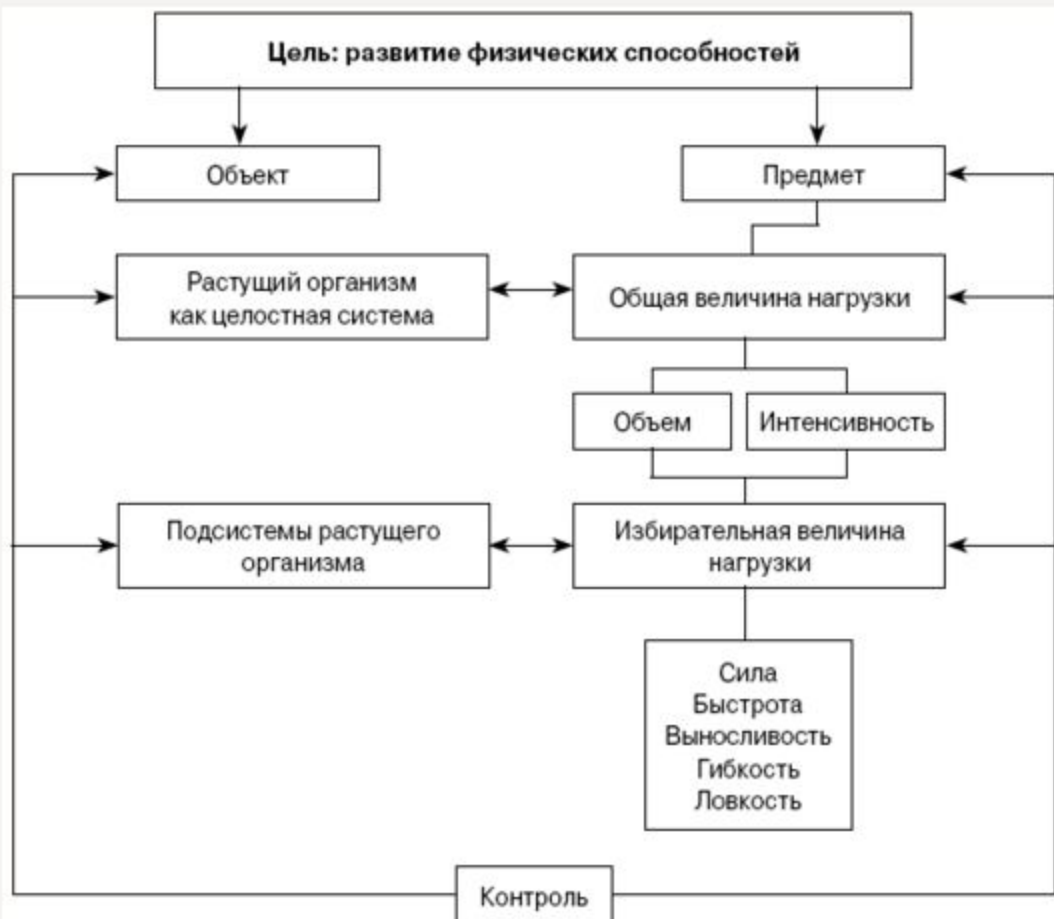 Цель: развитие физических способностей
Объект
Предмет
Растущий организм
как целостная система
Общая величина нагрузки
Объем
Интенсивность
Подсистемы растущего
организма
Избирательная величина
нагрузки
Сила
Быстрота
Выносливость
Гибкость
Ловкость
Контроль